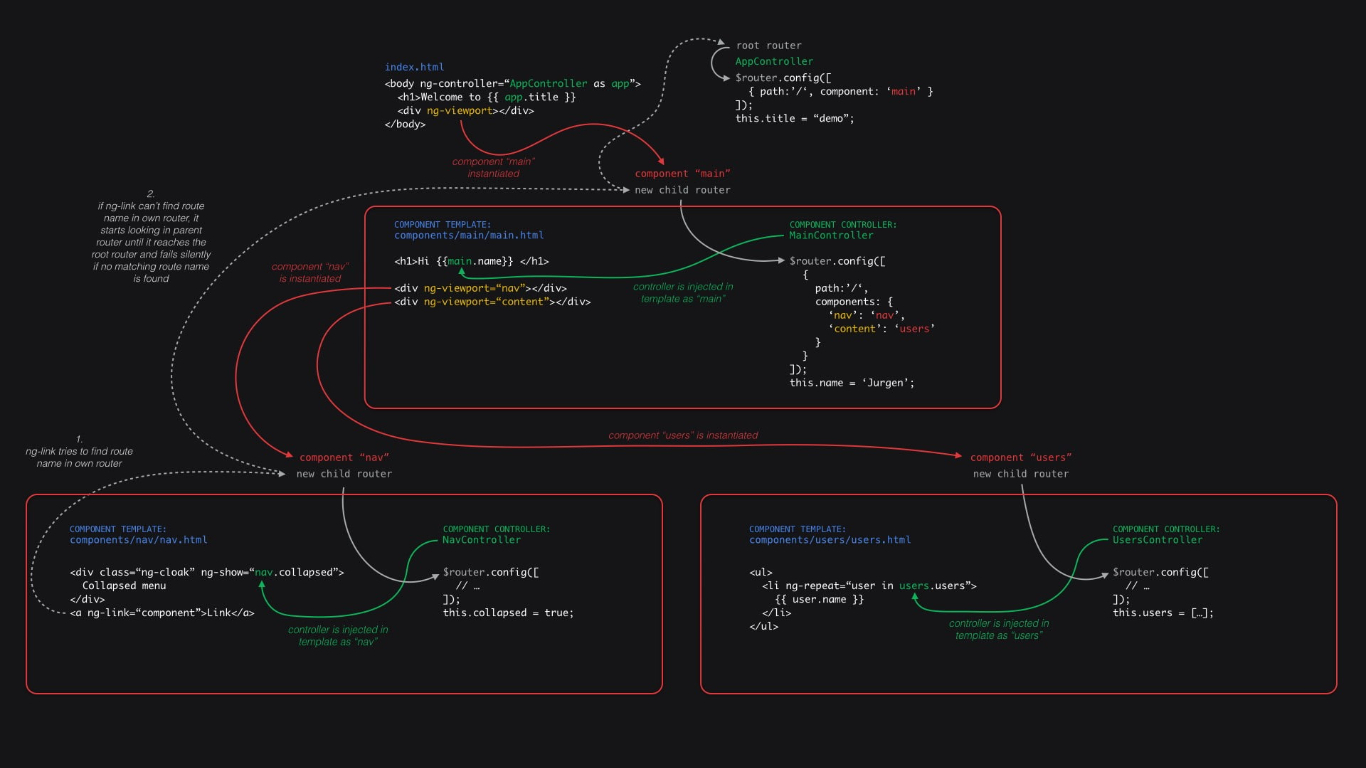 root router
AppController
$router.config([
{ path:’/‘, component: ‘main’ }
]);
this.title = “demo”;
index.html
<body ng-controller=“AppController as app”>
<h1>Welcome to {{ app.title }}
<div ng-viewport></div>
</body>
component “main”
instantiated
component “main”
new child router
2.
if ng-link can’t find route
name in own router, it
starts looking in parent
router until it reaches the
root router and fails silently
if no matching route name
is found
COMPONENT TEMPLATE:
components/main/main.html
<h1>Hi {{main.name}} </h1>
<div ng-viewport=“nav”></div>
<div ng-viewport=“content”></div>
component “nav”
is instantiated
controller is injected in
template as “main”
COMPONENT CONTROLLER:
MainController
$router.config([
{
path:’/‘,
components: {
‘nav’: ‘nav’,
‘content’: ‘users’
}
}
]);
this.name = ‘Jurgen’;
1.
ng-link tries to find route
name in own router
component “users” is instantiated
component “nav”
new child router
component “users”
new child router
COMPONENT TEMPLATE:
components/nav/nav.html
<div class=“ng-cloak” ng-show=“nav.collapsed”>
Collapsed menu
</div>
<a ng-link=“component”>Link</a>
controller is injected in
template as “nav”
COMPONENT CONTROLLER:
NavController
$router.config([
// …
]);
this.collapsed = true;
COMPONENT TEMPLATE:
components/users/users.html
<ul>
<li ng-repeat=“user in users.users”>
{{ user.name }}
</li>
</ul>
controller is injected in
template as “users”
COMPONENT CONTROLLER:
UsersController
$router.config([
// …
]);
this.users = […];